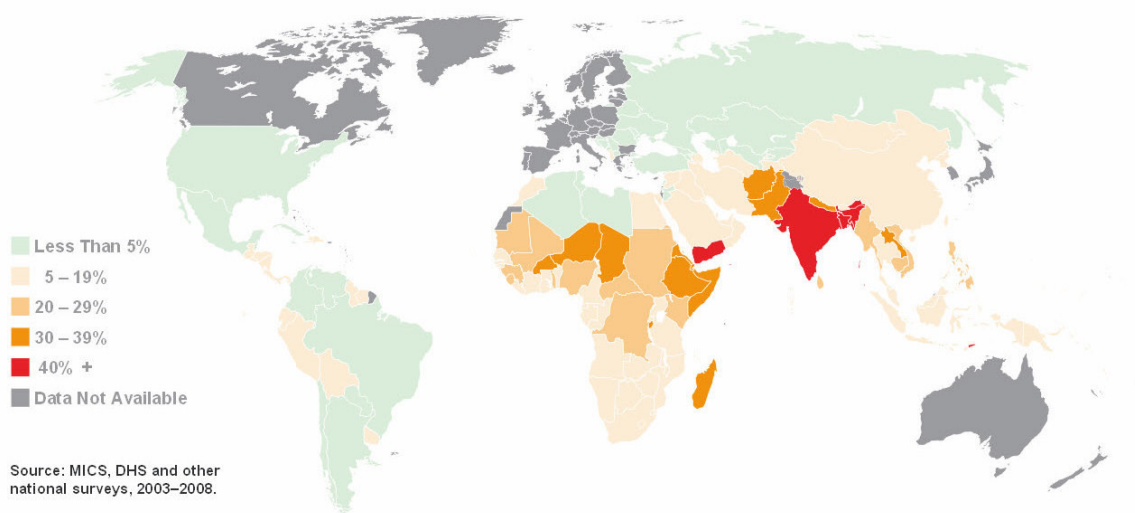 Less Than 5%
5 – 19%
20 – 29%
30 – 39%
40% +
Data Not Available
Source: MICS, DHS and other
national surveys, 2003–2008.